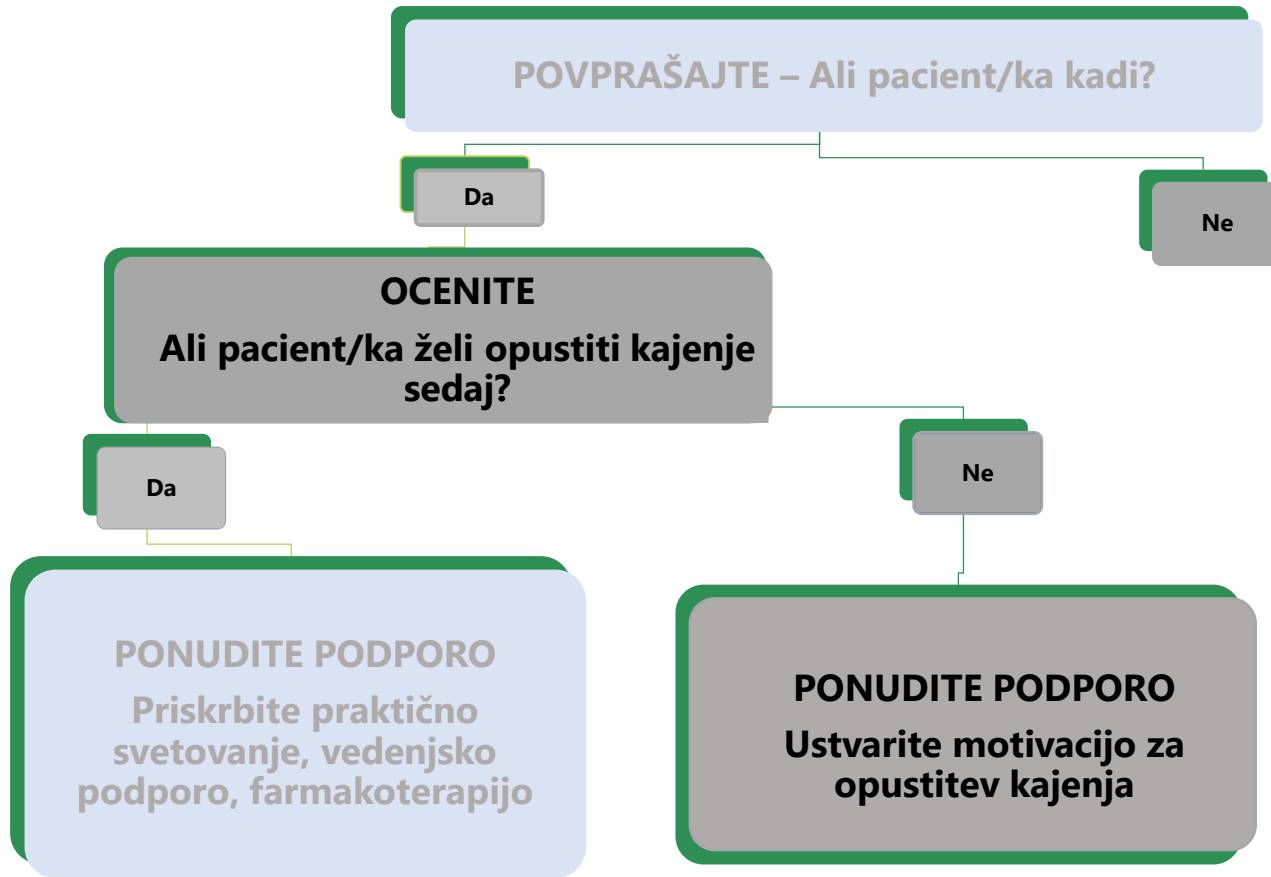 POVPRAŠAJTE – Ali pacient/ka kadi?
Da
Ne
OCENITE
Ali pacient/ka želi opustiti kajenje
sedaj?
Da
Ne
PONUDITE PODPORO
Priskrbite praktično
svetovanje, vedenjsko
podporo, farmakoterapijo
PONUDITE PODPORO
Ustvarite motivacijo za
opustitev kajenja